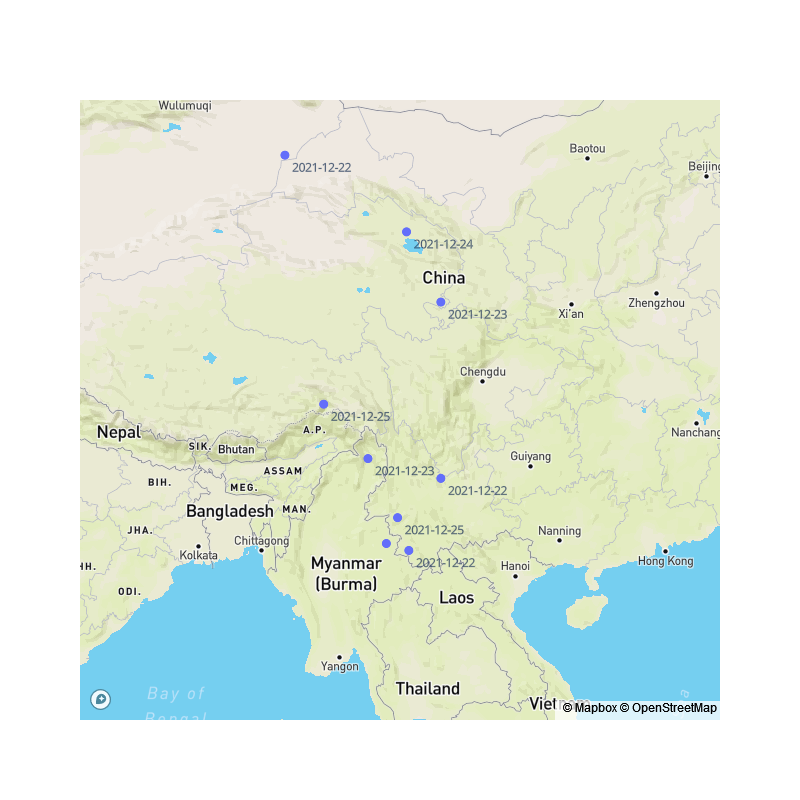 Wulumuqi
Baotou
Beijing
2021-12-22
2021-12-24
China
Zhengzhou
2021-12-23
Xi'an
Chengdu
2021-12-25
Nepal
A.P.
Nanchang
SIK.
Bhutan
Guiyang
ASSAM
2021-12-23
BIH.
MEG.
2021-12-22
MAN.
Bangladesh
JHA.
2021-12-25
Nanning
Chittagong
Kolkata
Myanmar
(Burma)
2021-12-22
Hong Kong
Hanoi
HH.
ODI.
Laos
Yangon
Thailand
Bay of
Bengal
Vietnam
© Mapbox © OpenStreetMap